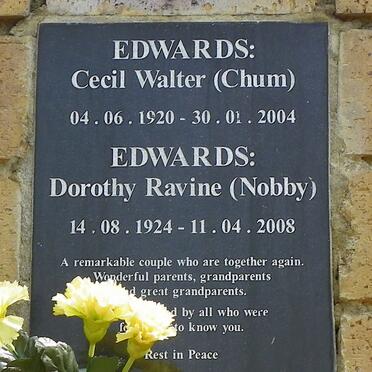 EDWARDS:
Cecil Walter (Chum)
04 . 06 . 1920 - 30 . 01 . 2004
EDWARDS:
Dorothy Ravine (Nobby)
14 . 08 . 1924 - 11 . 04 . 2008
A remarkable couple who are together again.
Wonderful parents, grandparents
great grandparents.
by all who were
to know you.
Rest in Peace